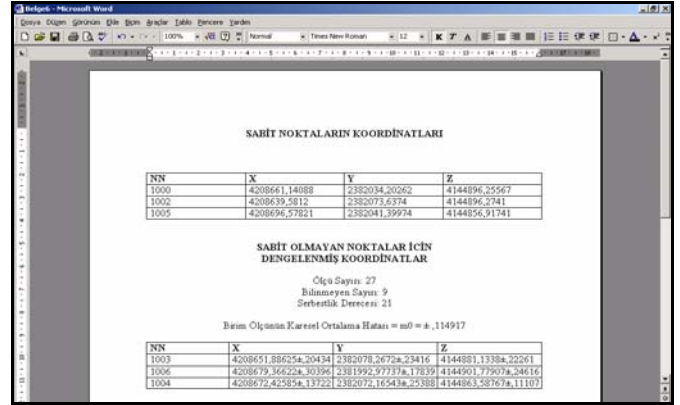 Belge6 - Microsoft Word
Dosya Düzen Görünüm Ekle Biçim Araçlar Tablo Pencere Yardım
100% Normal Times New Roman 12 K T A
SABİT NOKTALARIN KOORDİNATLARI
NN X Y Z
1000 4208661,14088 2382034,20262 4144896,25567
1002 4208639,5812 2382073,6374 4144896,2741
1005 4208696,57821 2382041,39974 4144856,91741
SABİT OLMAYAN NOKTALAR İCİN
DENGELENMİŞ KOORDİNATLAR
Ölçü Sayısı: 27
Bilinmeyen Sayısı: 9
Serbestlik Derecesi: 21
Birim Ölçünün Karesel Ortalama Hatası = m0 = ± ,114917
NN X Y Z
1003 4208651,88625±,20434 2382078,2672±,23416 4144881,1338±,22261
1006 4208679,36622±,30396 2381992,97737±,17839 4144901,77907±,24616
1004 4208672,42585±,13722 2382072,16543±,25388 4144863,58767±,11107